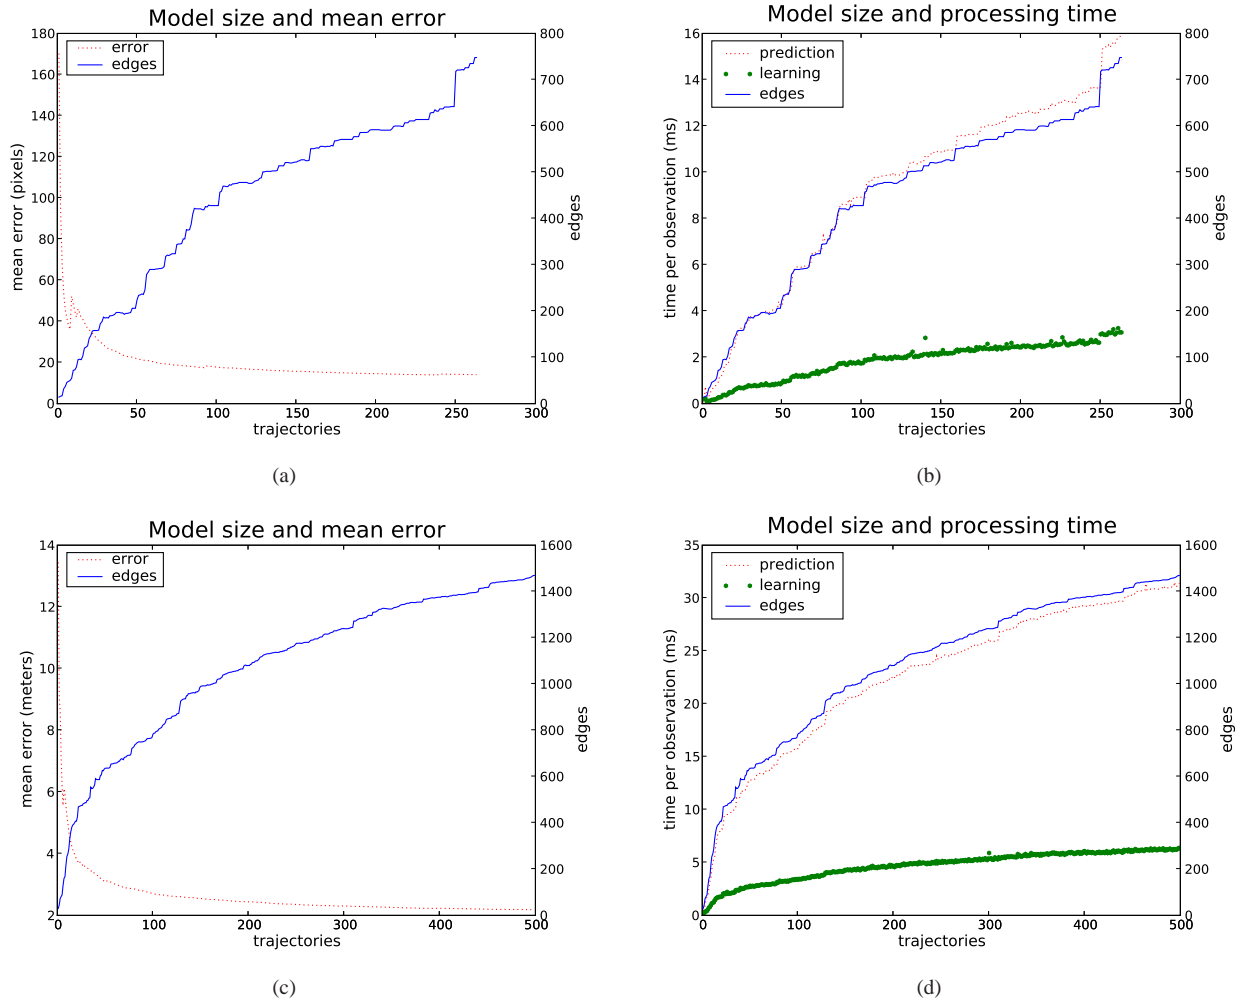 Model size and mean error
180
160
140
120
100
80
60
40
20
0
mean error (pixels)
error
edges
800
700
600
500
400
300
200
100
0
edges
0 50 100 150 200 250 300
trajectories
(a)
Model size and processing time
16
14
12
10
8
6
4
2
0
time per observation (ms)
prediction
learning
edges
800
700
600
500
400
300
200
100
0
edges
0 50 100 150 200 250 300
trajectories
(b)
Model size and mean error
14
12
10
8
6
4
2
mean error (meters)
error
edges
1600
1400
1200
1000
800
600
400
200
0
edges
0 100 200 300 400 500
trajectories
(c)
Model size and processing time
35
30
25
20
15
10
5
0
time per observation (ms)
prediction
learning
edges
1600
1400
1200
1000
800
600
400
200
0
edges
0 100 200 300 400 500
trajectories
(d)